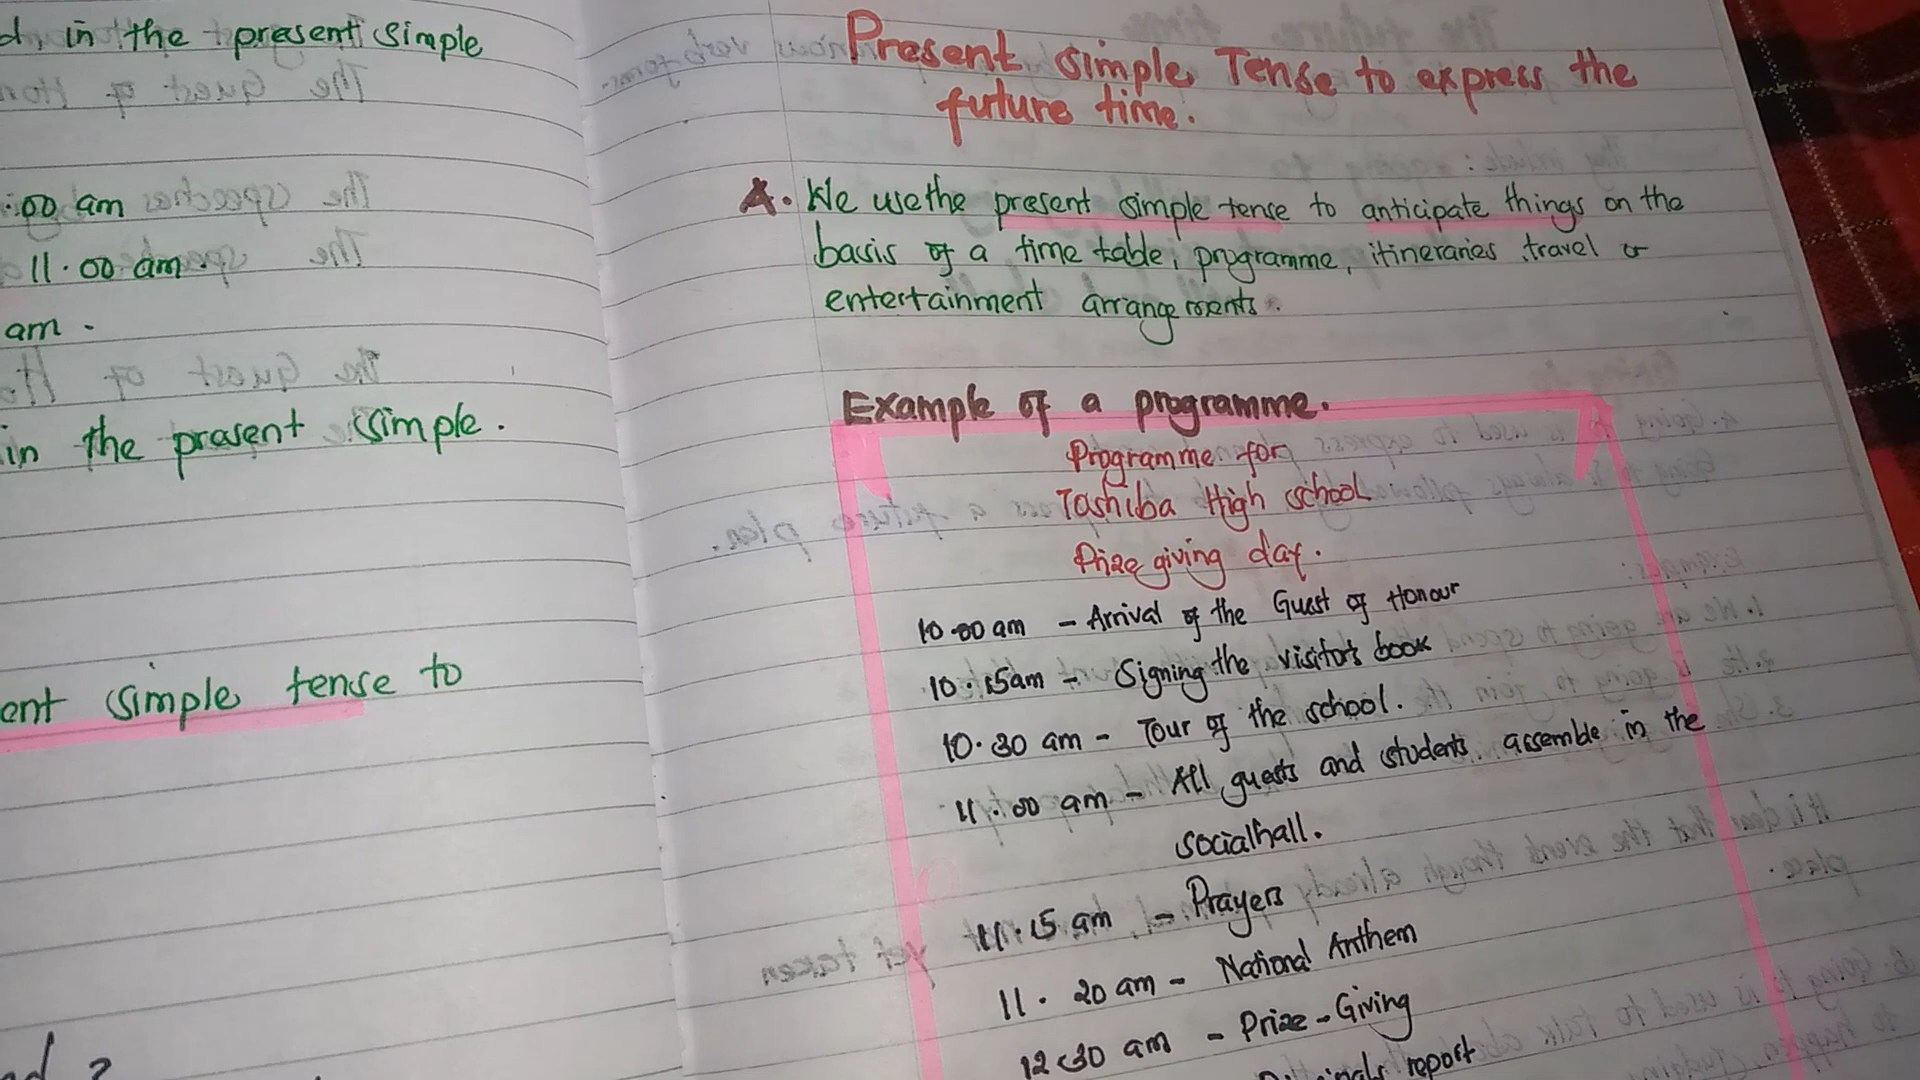 d, in the present simple
:00 am
11.00 am.
am.
in the present simple.
ent simple tense to
Present simple Tense to express the
future time.
A. We use the present simple tense to anticipate things on the
basis of a time table, programme, itineraries travel or
entertainment arrangements.
Example of a programme.
Programme for
Toshiba High school
Prize giving day.
10.00 am - Arrival of the Guest of Honour
10.15am - Signing the visitor's book
10.30 am - Tour of the school.
11.00 am - All guests and students assemble in the
socialhall.
11.15 am - Prayers
11.20 am - National Anthem
12.30 am - Prize-Giving
report